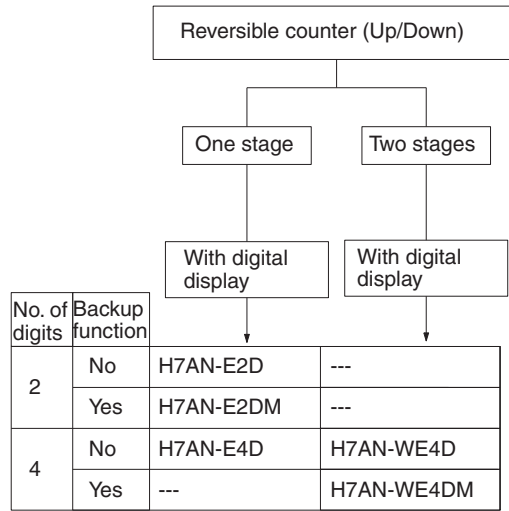 Reversible counter (Up/Down)
One stage
Two stages
With digital
display
With digital
display
No. of
digits
Backup
function
2
No
H7AN-E2D
---
Yes
H7AN-E2DM
---
4
No
H7AN-E4D
H7AN-WE4D
Yes
---
H7AN-WE4DM